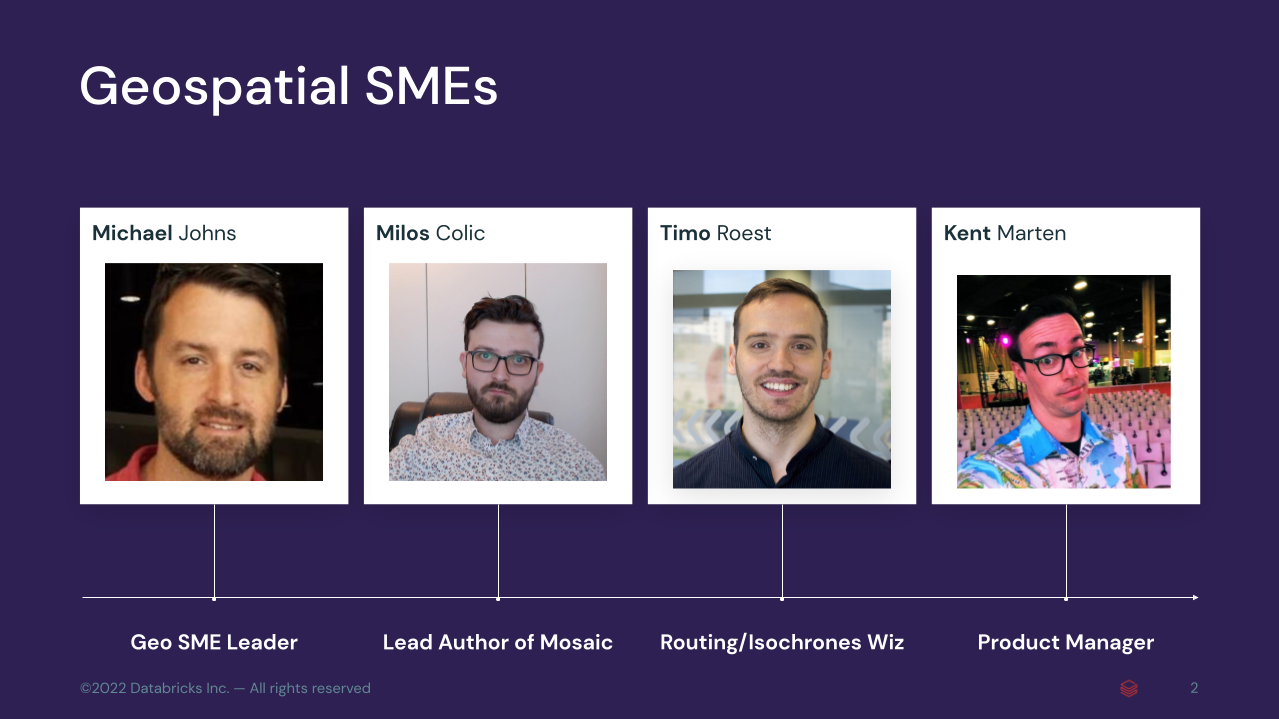 Geospatial SMEs
Michael Johns
Milos Colic
Timo Roest
Kent Marten
Geo SME Leader
Lead Author of Mosaic
Routing/Isochrones Wiz
Product Manager
©2022 Databricks Inc. — All rights reserved
2